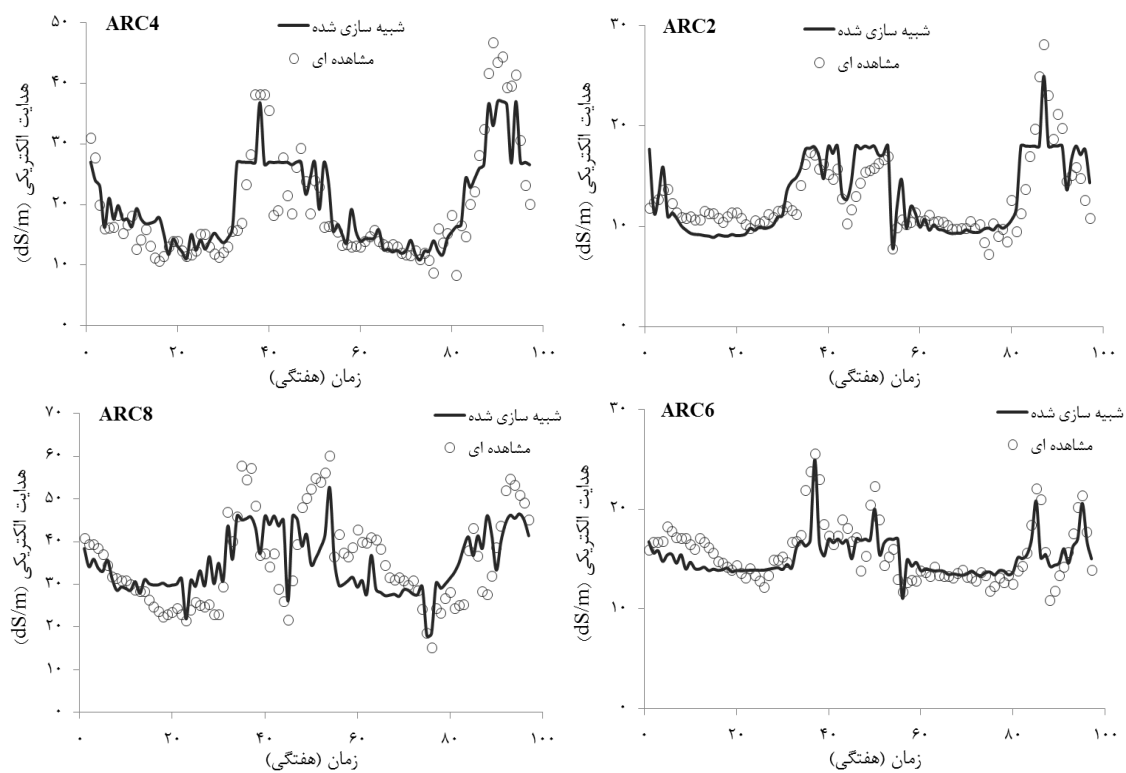 ARC4
شبیه سازی شده
مشاهده ای
هدایت الکتریکی (dS/m)
۵۰
۴۰
۳۰
۲۰
۱۰
۰
۰ ۲۰ ۴۰ ۶۰ ۸۰ ۱۰۰
زمان (هفتگی)
ARC2
شبیه سازی شده
مشاهده ای
هدایت الکتریکی (dS/m)
۳۰
۲۰
۱۰
۰
۰ ۲۰ ۴۰ ۶۰ ۸۰ ۱۰۰
زمان (هفتگی)
ARC8
شبیه سازی شده
مشاهده ای
هدایت الکتریکی (dS/m)
۷۰
۶۰
۵۰
۴۰
۳۰
۲۰
۱۰
۰
۰ ۲۰ ۴۰ ۶۰ ۸۰ ۱۰۰
زمان (هفتگی)
ARC6
شبیه سازی شده
مشاهده ای
هدایت الکتریکی (dS/m)
۳۰
۲۰
۱۰
۰
۰ ۲۰ ۴۰ ۶۰ ۸۰ ۱۰۰
زمان (هفتگی)